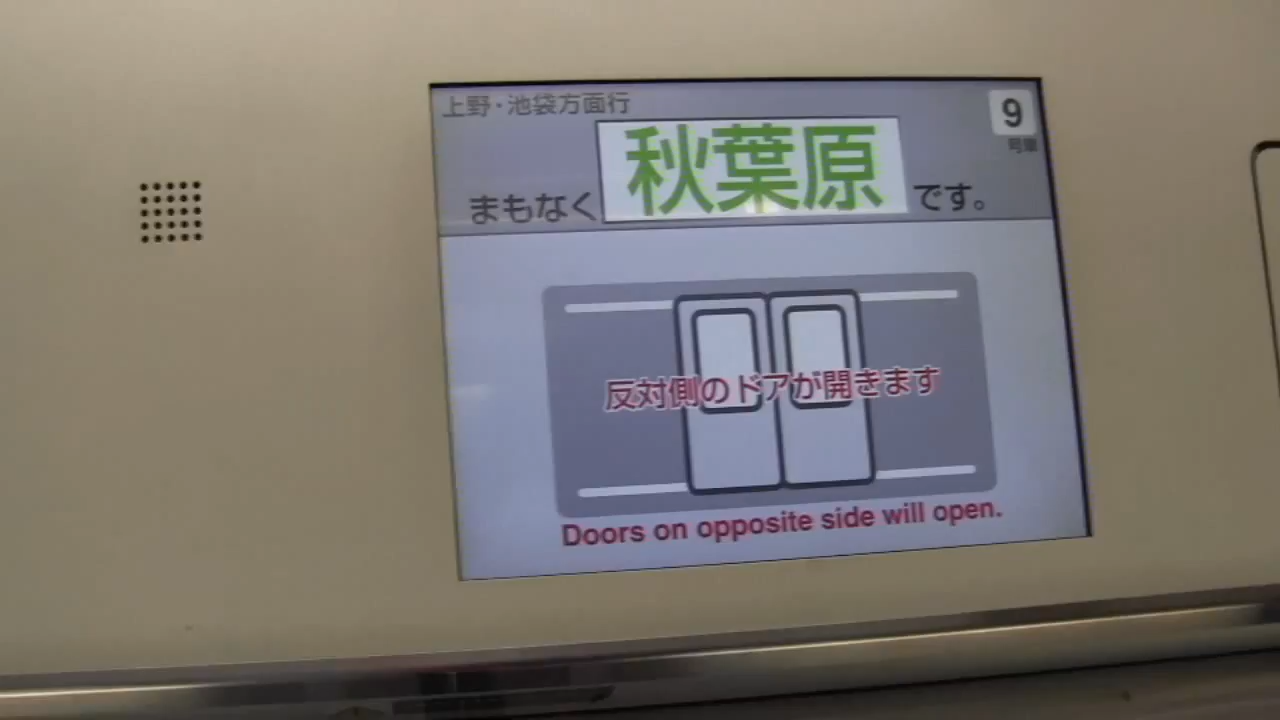 上野・池袋方面行
9
号車
まもなく 秋葉原 です。
反対側のドアが開きます
Doors on opposite side will open.